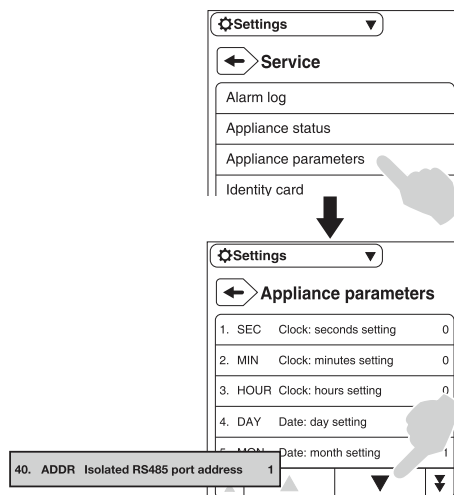 Settings
Service
Alarm log
Appliance status
Appliance parameters
Identity card
Settings
Appliance parameters
1. SEC Clock: seconds setting 0
2. MIN Clock: minutes setting 0
3. HOUR Clock: hours setting 0
4. DAY Date: day setting
5. MON Date: month setting 1
40. ADDR Isolated RS485 port address 1